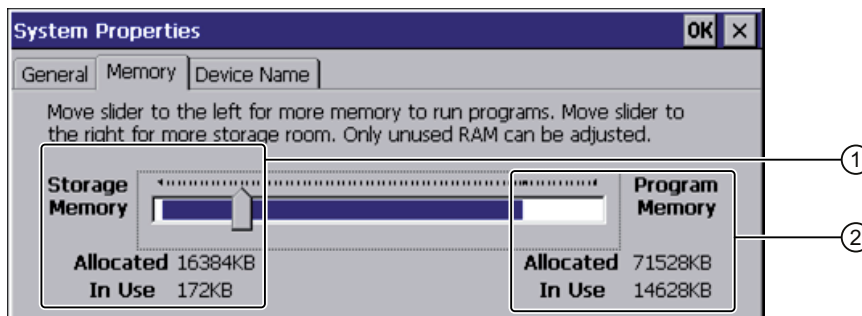 System Properties OK ×
General Memory Device Name
Move slider to the left for more memory to run programs. Move slider to
the right for more storage room. Only unused RAM can be adjusted.
1
Storage Program
Memory Memory
2
Allocated 16384KB Allocated 71528KB
In Use 172KB In Use 14628KB